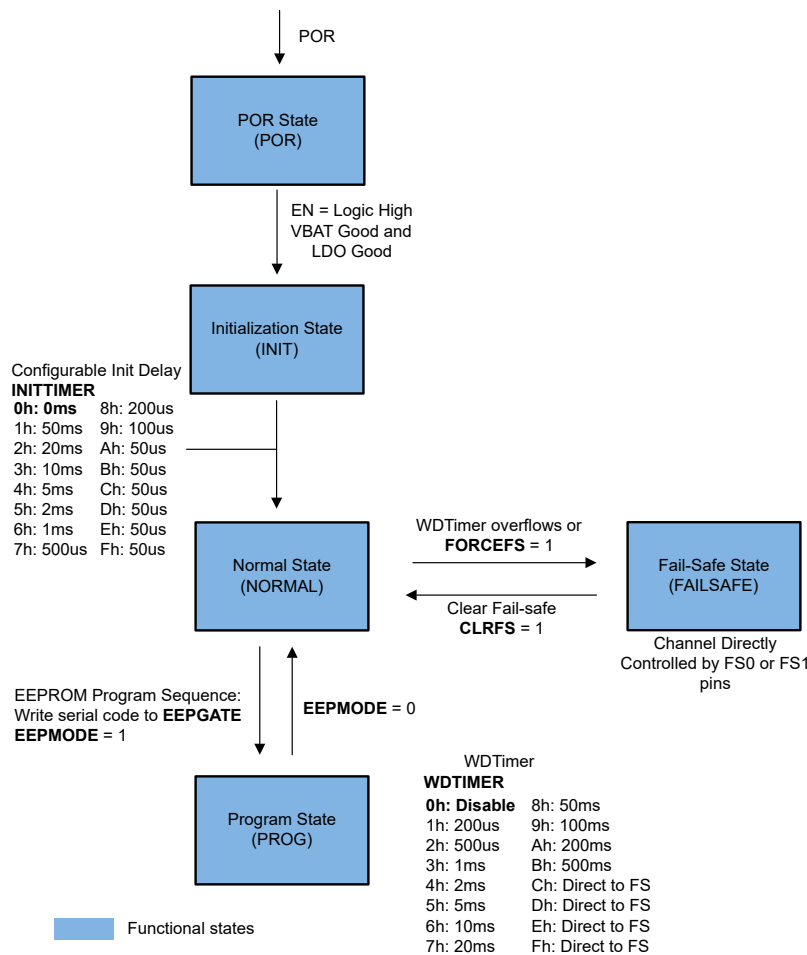 POR
POR State
(POR)
EN = Logic High
VBAT Good and
LDO Good
Initialization State
(INIT)
Configurable Init Delay
INITTIMER
0h: 0ms 8h: 200us
1h: 50ms 9h: 100us
2h: 20ms Ah: 50us
3h: 10ms Bh: 50us
4h: 5ms Ch: 50us
5h: 2ms Dh: 50us
6h: 1ms Eh: 50us
7h: 500us Fh: 50us
Normal State
(NORMAL)
WDTimer overflows or
FORCEFS = 1
Clear Fail-safe
CLRFS = 1
Fail-Safe State
(FAILSAFE)
Channel Directly
Controlled by FS0 or FS1
pins
EEPROM Program Sequence:
Write serial code to EEPGATE
EEPMODE = 1
EEPMODE = 0
Program State
(PROG)
WDTimer
WDTIMER
0h: Disable 8h: 50ms
1h: 200us 9h: 100ms
2h: 500us Ah: 200ms
3h: 1ms Bh: 500ms
4h: 2ms Ch: Direct to FS
5h: 5ms Dh: Direct to FS
6h: 10ms Eh: Direct to FS
7h: 20ms Fh: Direct to FS
Functional states